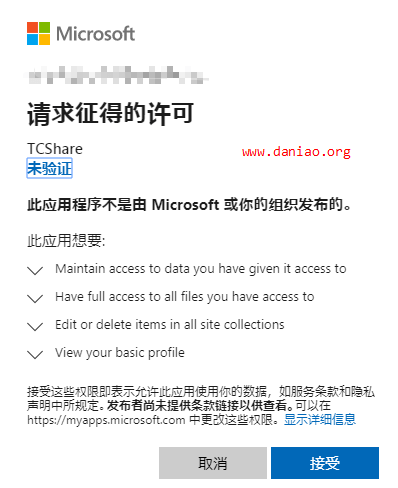 Microsoft
请求征得的许可
TCShare
www.daniao.org
未验证
此应用程序不是由 Microsoft 或你的组织发布的。
此应用想要:
Maintain access to data you have given it access to
Have full access to all files you have access to
Edit or delete items in all site collections
View your basic profile
接受这些权限即表示允许此应用使用你的数据，如服务条款和隐私
声明中所规定。发布者尚未提供条款链接以供查看。可以在
https://myapps.microsoft.com 中更改这些权限。显示详细信息
取消
接受